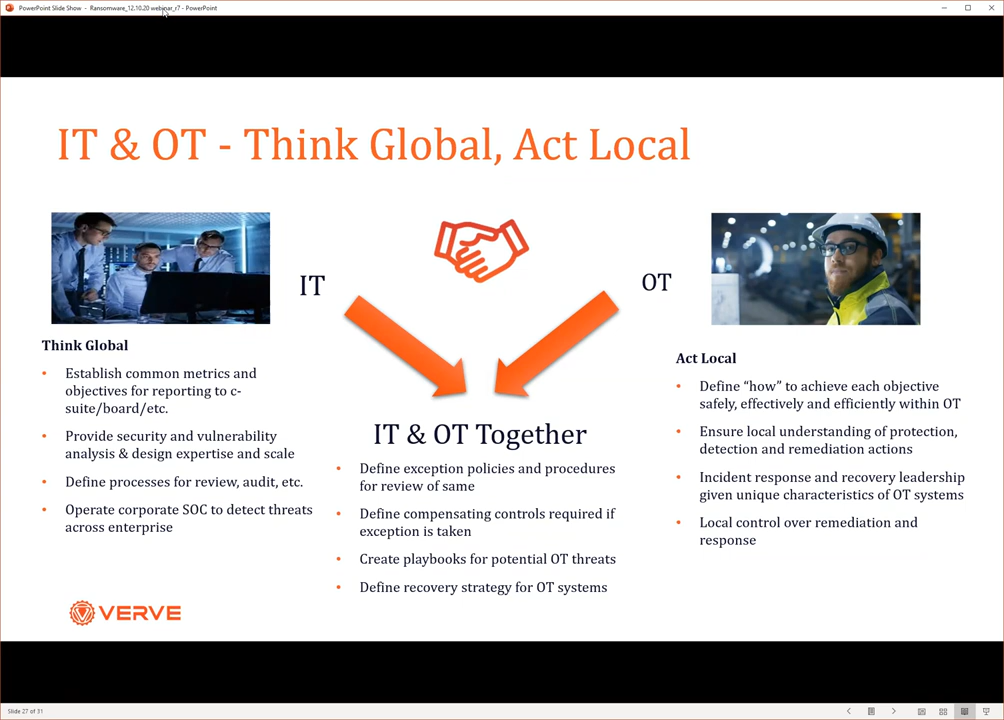 PowerPoint Slide Show - Ransomware_12.10.20 webinar_r7 - PowerPoint
IT & OT - Think Global, Act Local
IT
OT
Think Global
• Establish common metrics and
objectives for reporting to c-
suite/board/etc.
• Provide security and vulnerability
analysis & design expertise and scale
• Define processes for review, audit, etc.
• Operate corporate SOC to detect threats
across enterprise
IT & OT Together
• Define exception policies and procedures
for review of same
• Define compensating controls required if
exception is taken
• Create playbooks for potential OT threats
• Define recovery strategy for OT systems
Act Local
• Define “how” to achieve each objective
safely, effectively and efficiently within OT
• Ensure local understanding of protection,
detection and remediation actions
• Incident response and recovery leadership
given unique characteristics of OT systems
• Local control over remediation and
response
VERVE
Slide 27 of 31